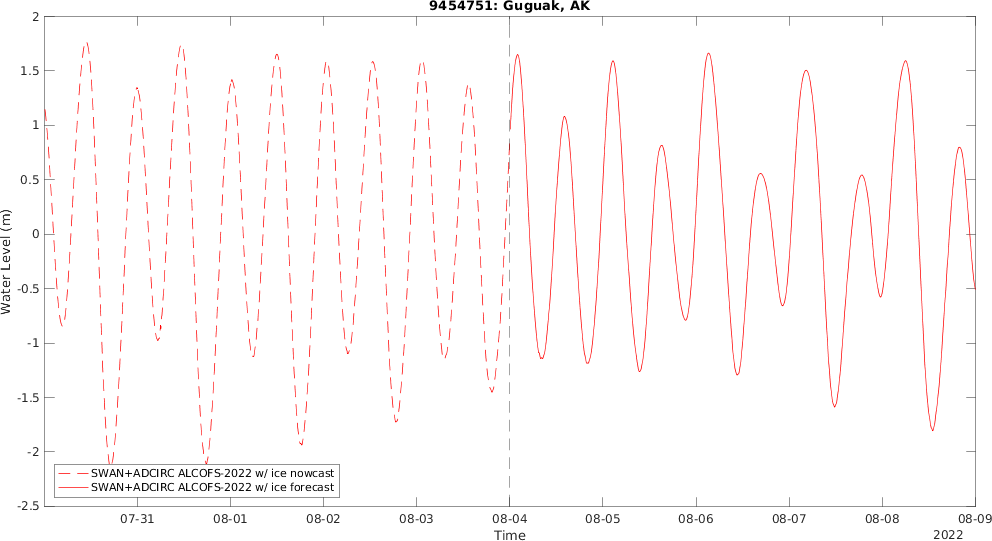 9454751: Guguak, AK
Water Level (m)
2
1.5
1
0.5
0
-0.5
-1
-1.5
-2
-2.5
SWAN+ADCIRC ALCOFS-2022 w/ ice nowcast
SWAN+ADCIRC ALCOFS-2022 w/ ice forecast
07-31 08-01 08-02 08-03 08-04 08-05 08-06 08-07 08-08 08-09
Time
2022